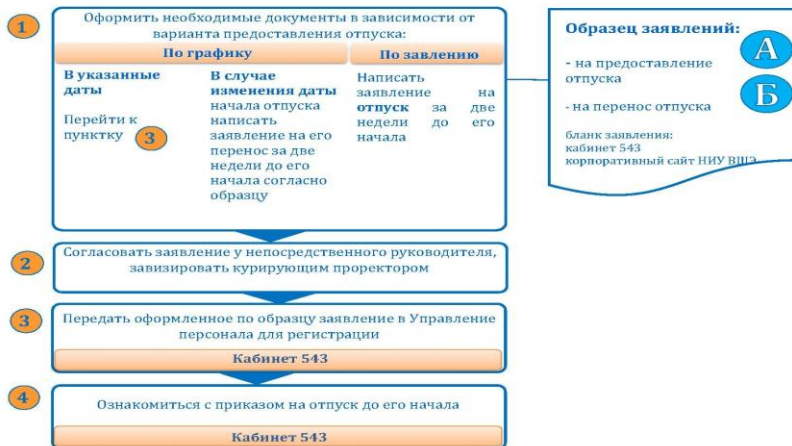 1
Оформить необходимые документы в зависимости от
варианта предоставления отпуска:
По графику
По завлению
В указанные
даты
Перейти к
пунктку 3
В случае
изменения даты
начала отпуска
написать
заявление на его
перенос за две
недели до его
начала согласно
образцу
Написать
заявление на
отпуск за две
недели до его
начала
Образец заявлений:
- на предоставление
отпуска
А
- на перенос отпуска
Б
бланк заявления:
кабинет 543
корпоративный сайт НИУ ВШЭ
2
Согласовать заявление у непосредственного руководителя,
завизировать курирующим проректором
3
Передать оформленное по образцу заявление в Управление
персонала для регистрации
Кабинет 543
4
Ознакомиться с приказом на отпуск до его начала
Кабинет 543